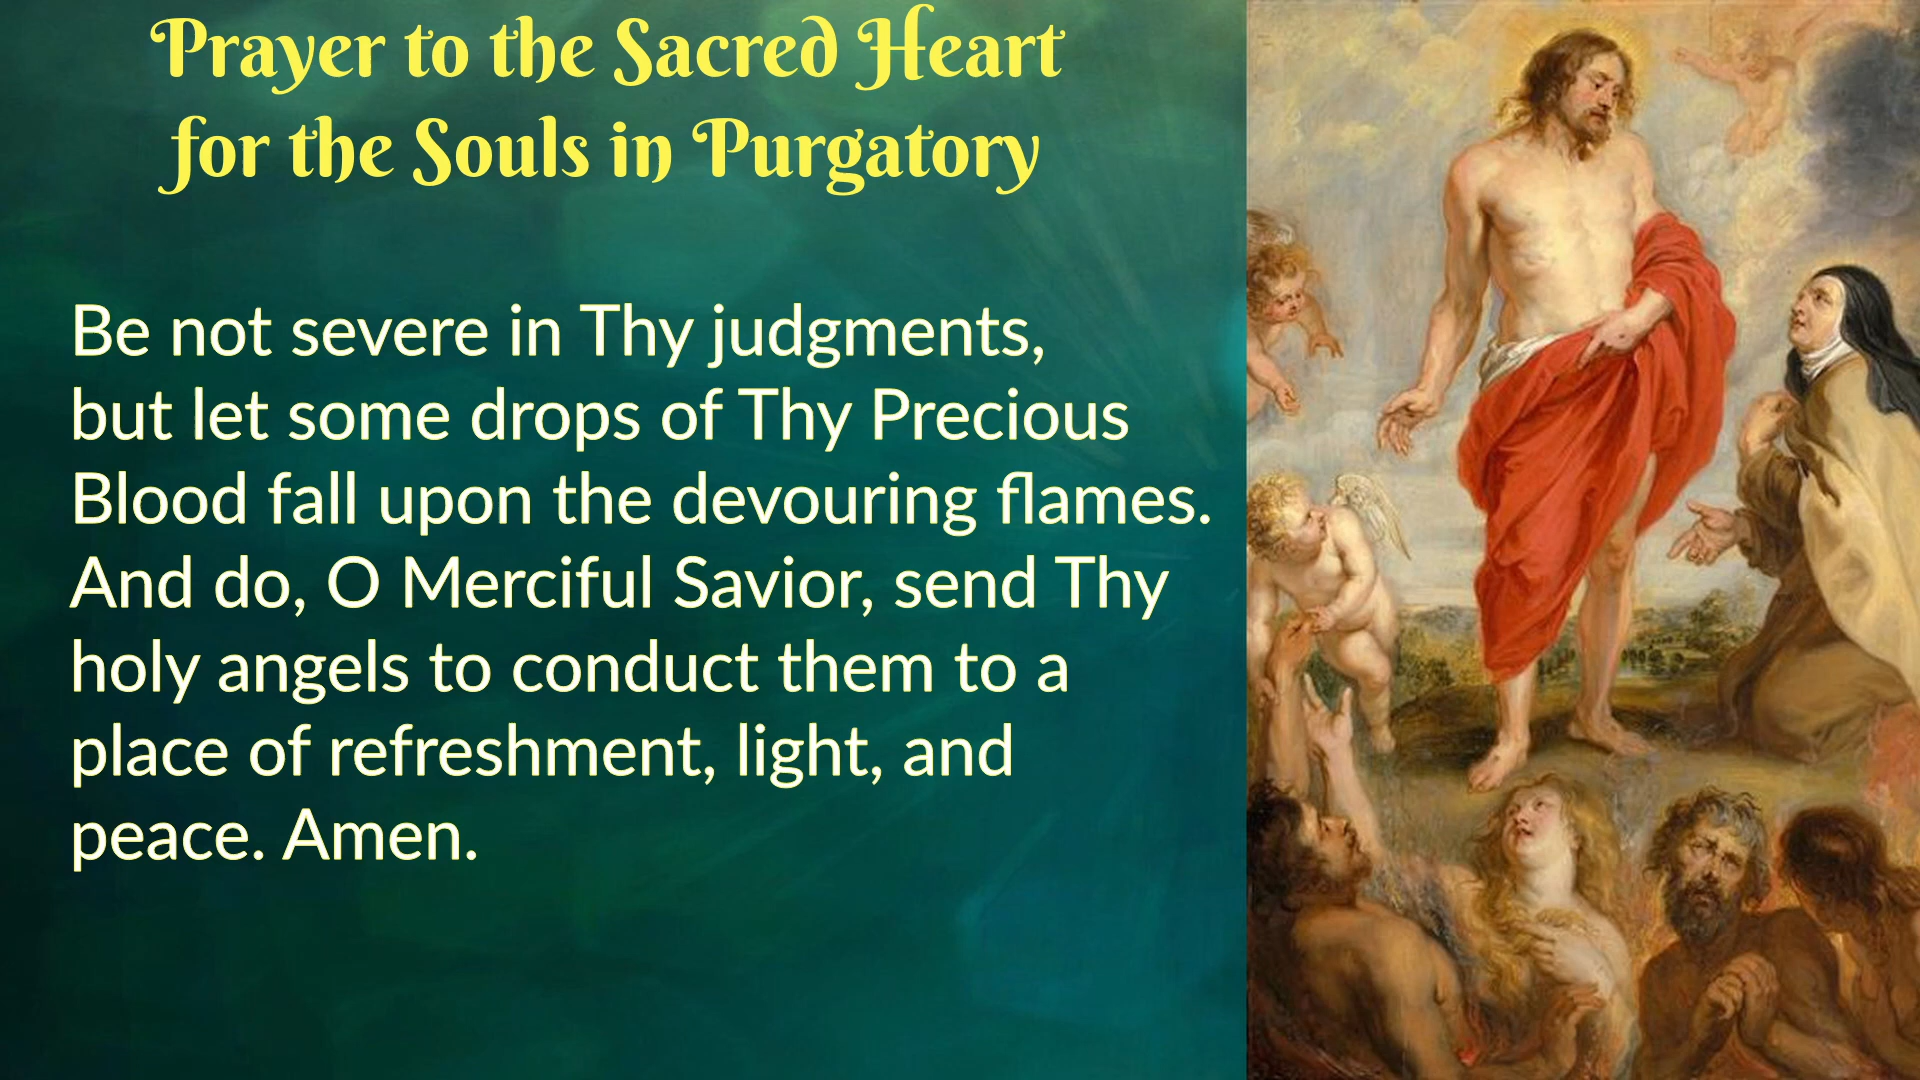 Prayer to the Sacred Heart
for the Souls in Purgatory
Be not severe in Thy judgments,
but let some drops of Thy Precious
Blood fall upon the devouring flames.
And do, O Merciful Savior, send Thy
holy angels to conduct them to a
place of refreshment, light, and
peace. Amen.